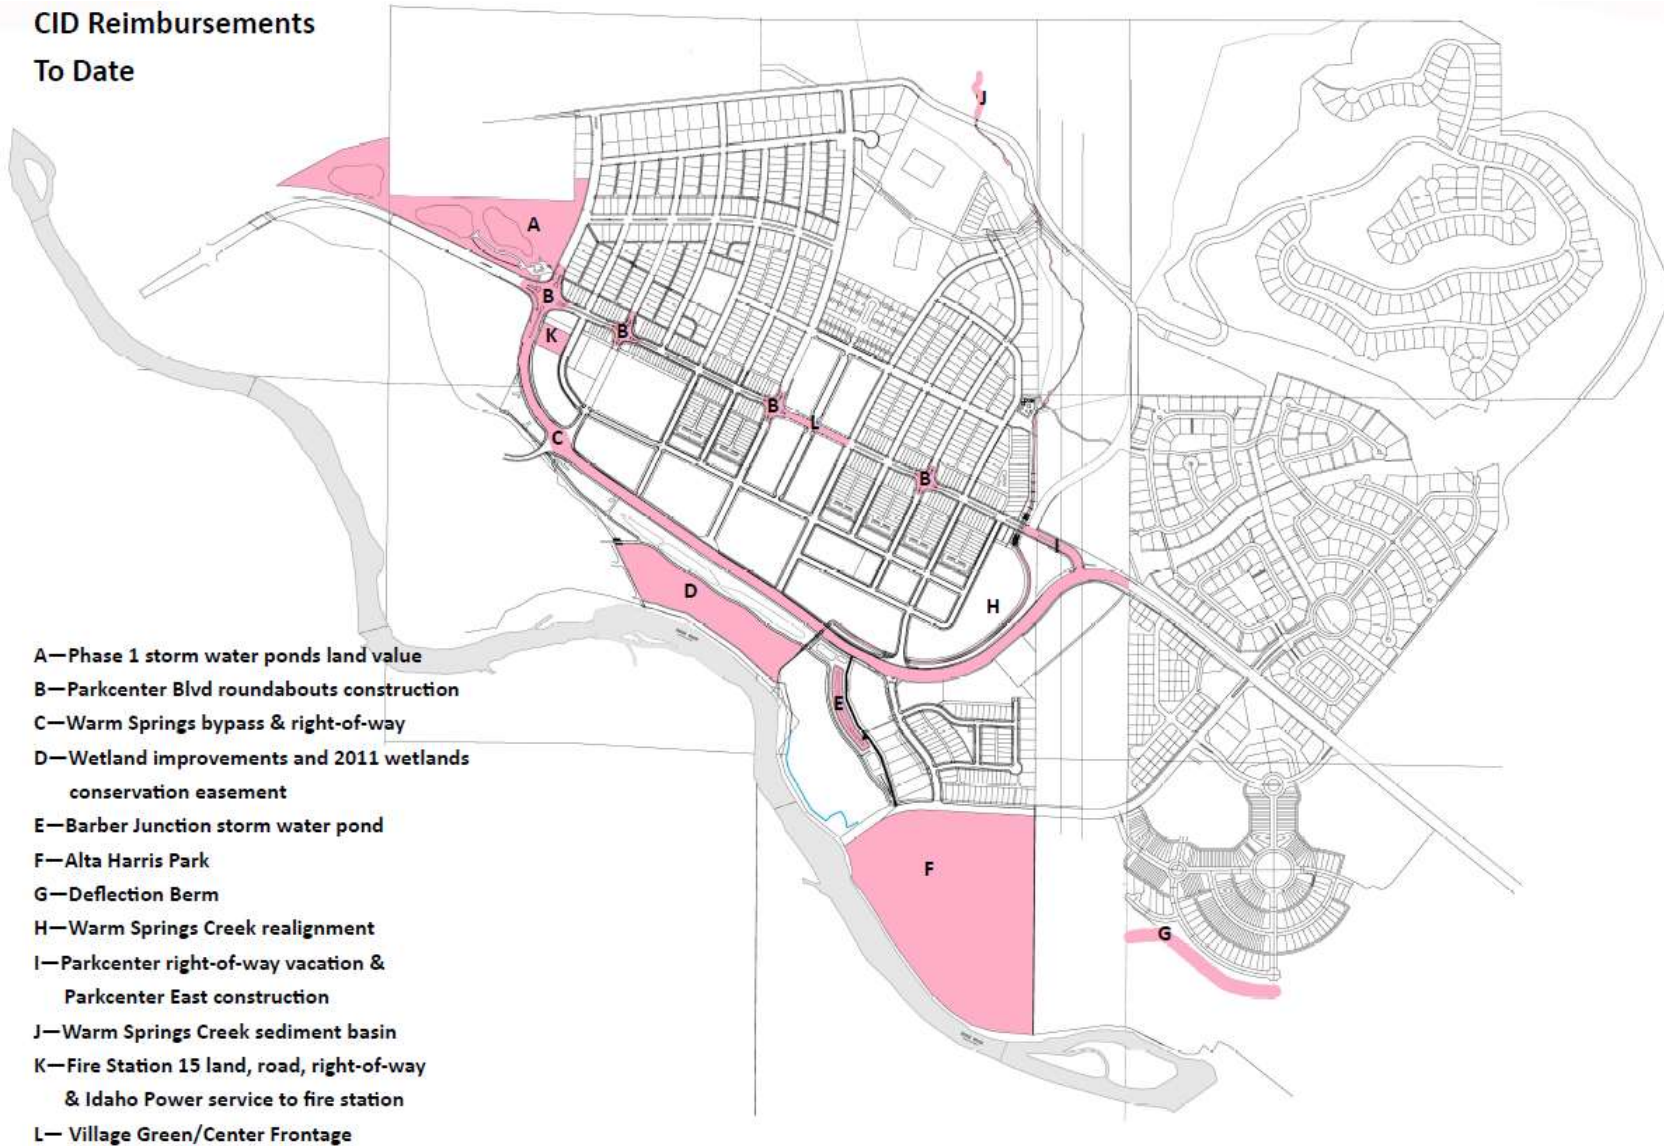 CID Reimbursements
To Date
J
A
B
K
B
B
L
C
B
I
D
H
E
F
G
A—Phase 1 storm water ponds land value
B—Parkcenter Blvd roundabouts construction
C—Warm Springs bypass & right-of-way
D—Wetland improvements and 2011 wetlands
conservation easement
E—Barber Junction storm water pond
F—Alta Harris Park
G—Deflection Berm
H—Warm Springs Creek realignment
I—Parkcenter right-of-way vacation &
Parkcenter East construction
J—Warm Springs Creek sediment basin
K—Fire Station 15 land, road, right-of-way
& Idaho Power service to fire station
L— Village Green/Center Frontage